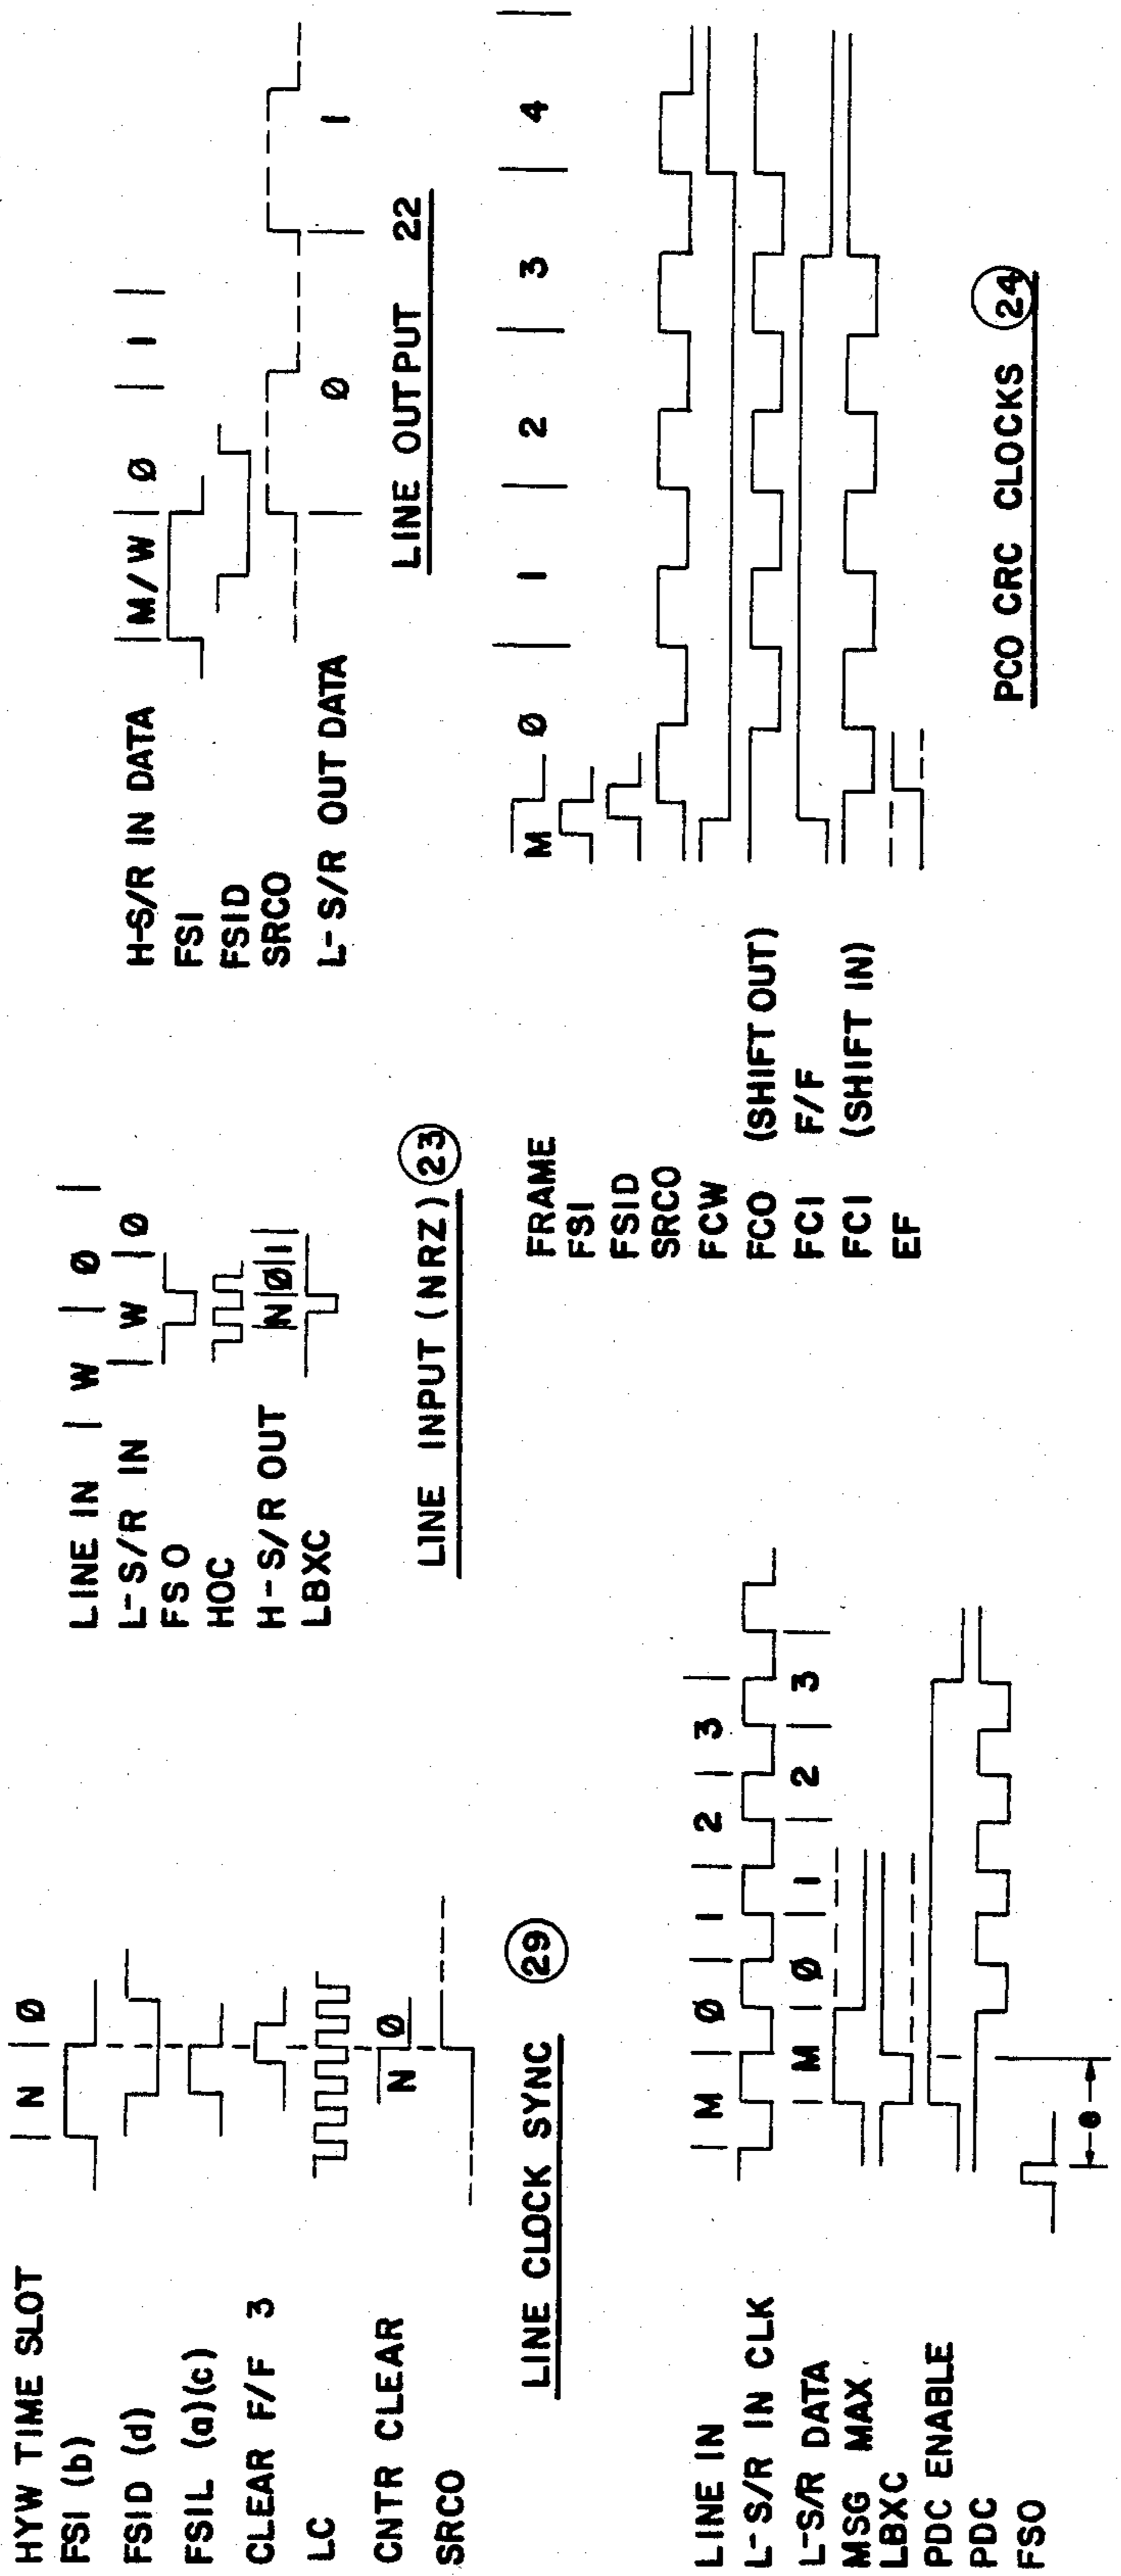 HYW TIME SLOT | N | Ø
FSI (b)
FSID (d)
FSIL (a)(c)
CLEAR F/F 3
LC
CNTR CLEAR N Ø
SRCO
LINE CLOCK SYNC 29
LINE IN | W | Ø |
L-S/R IN | W | Ø
FSO
HOC
H-S/R OUT |N|Ø|1|
LBXC
LINE INPUT (NRZ) 23
H-S/R IN DATA | M/W | Ø | 1 |
FSI
FSID
SRCO
L-S/R OUT DATA | Ø | 1
LINE OUTPUT 22
LINE IN | M | Ø | 1 | 2 | 3 |
L-S/R IN CLK
L-S/R DATA | M | Ø | 1 | 2 | 3 |
MSG MAX.
LBXC
PDC ENABLE
PDC
FSO
6
FRAME M Ø | 1 | 2 | 3 | 4 |
FSI
FSID
SRCO
FCW
FCO (SHIFT OUT)
FCI F/F
FCI (SHIFT IN)
EF
PCO CRC CLOCKS 24